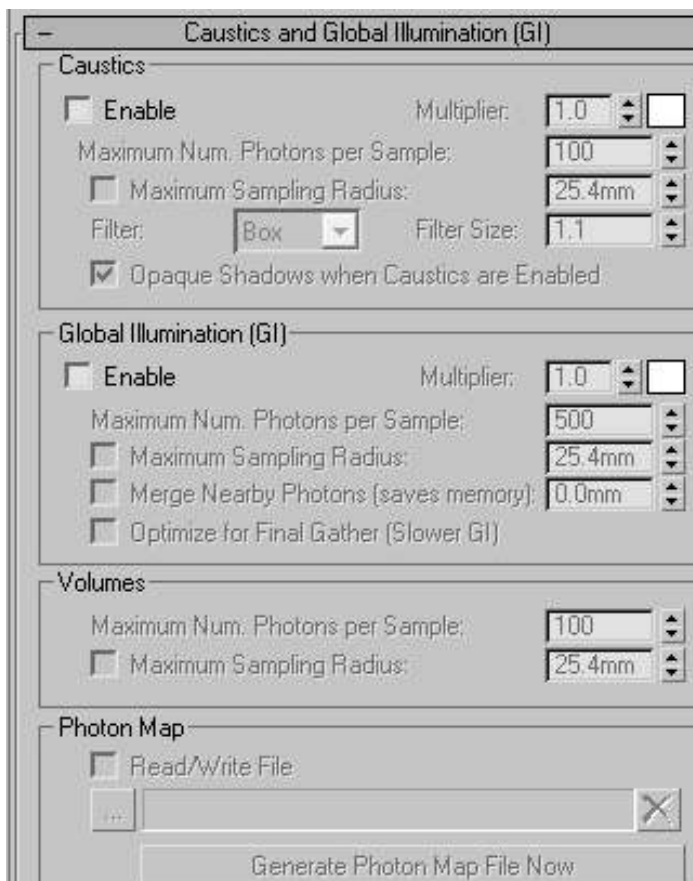 – Caustics and Global Illumination (GI)
Caustics
Enable Multiplier: 1.0
Maximum Num. Photons per Sample: 100
Maximum Sampling Radius: 25.4mm
Filter: Box Filter Size: 1.1
Opaque Shadows when Caustics are Enabled
Global Illumination (GI)
Enable Multiplier: 1.0
Maximum Num. Photons per Sample: 500
Maximum Sampling Radius: 25.4mm
Merge Nearby Photons (saves memory): 0.0mm
Optimize for Final Gather (Slower GI)
Volumes
Maximum Num. Photons per Sample: 100
Maximum Sampling Radius: 25.4mm
Photon Map
Read/Write File
...
Generate Photon Map File Now